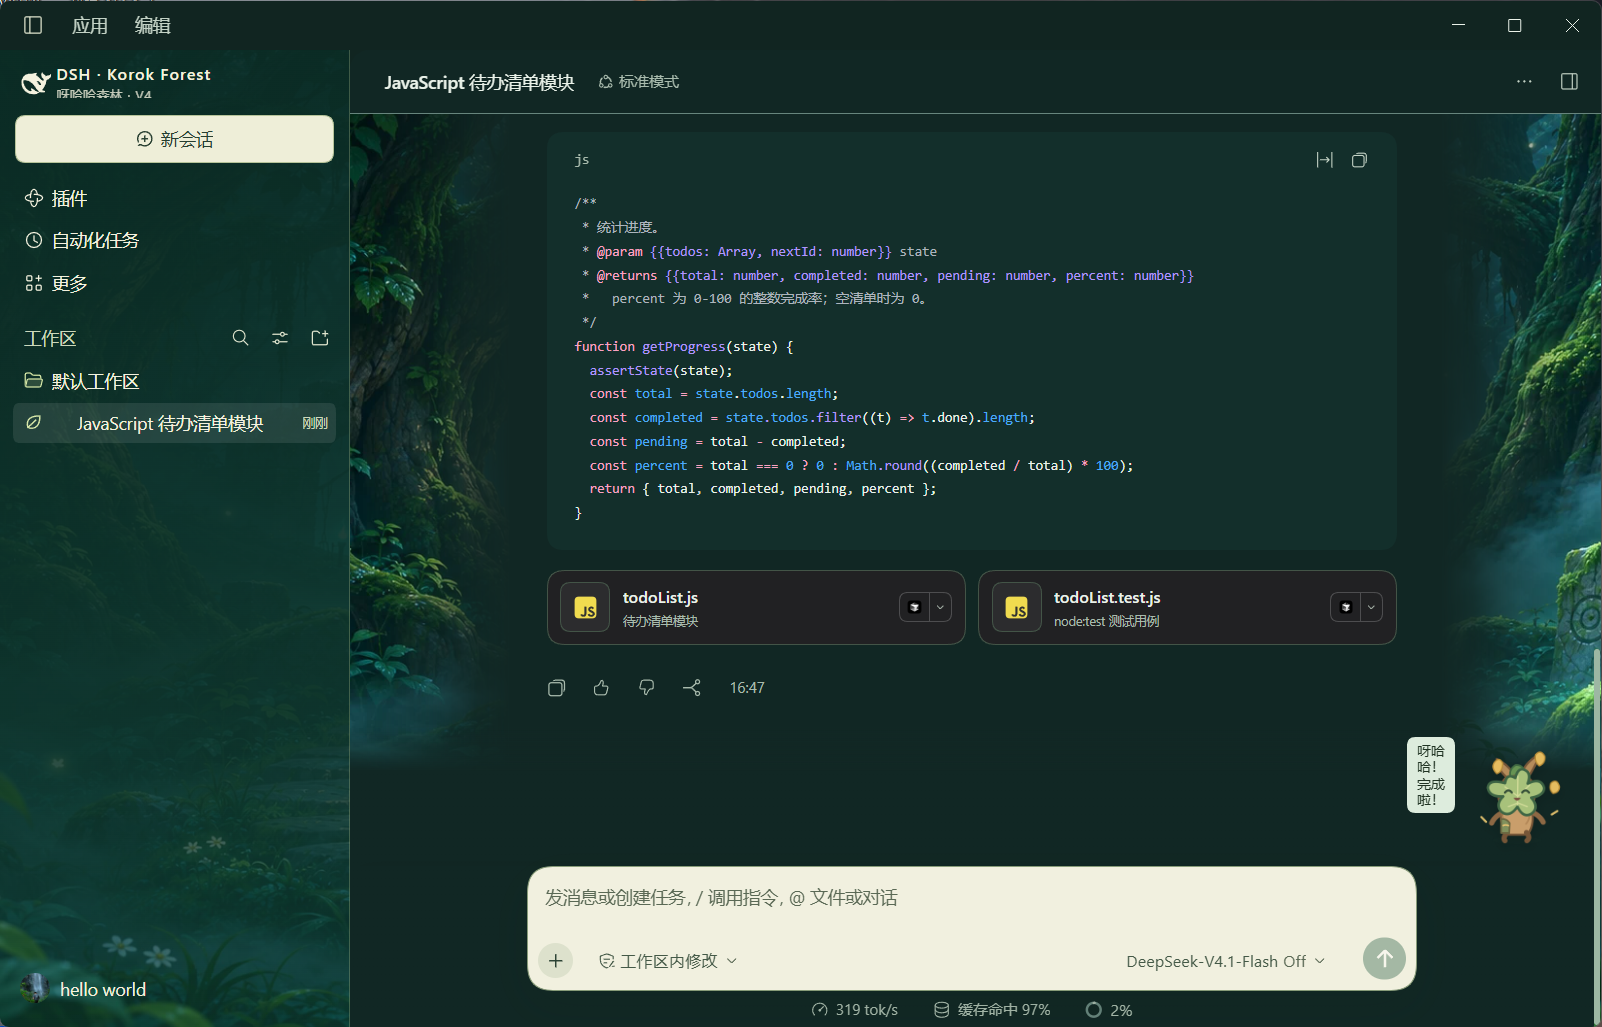 应用 编辑
DSH · Korok Forest
呀哈哈森林 · V4
新会话
插件
自动化任务
更多
工作区
默认工作区
JavaScript 待办清单模块 刚刚
hello world
JavaScript 待办清单模块 标准模式
js
/**
 * 统计进度。
 * @param {{todos: Array, nextId: number}} state
 * @returns {{total: number, completed: number, pending: number, percent: number}}
 *   percent 为 0-100 的整数完成率；空清单时为 0。
 */
function getProgress(state) {
  assertState(state);
  const total = state.todos.length;
  const completed = state.todos.filter((t) => t.done).length;
  const pending = total - completed;
  const percent = total === 0 ? 0 : Math.round((completed / total) * 100);
  return { total, completed, pending, percent };
}
JS
todoList.js
待办清单模块
JS
todoList.test.js
node:test 测试用例
16:47
呀哈
哈！
完成
啦！
发消息或创建任务, / 调用指令, @ 文件或对话
工作区内修改
DeepSeek-V4.1-Flash Off
319 tok/s 缓存命中 97% 2%